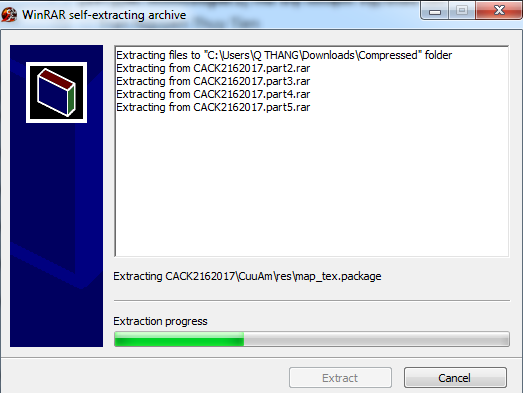 WinRAR self-extracting archive
Extracting files to "C:\Users\Q THANG\Downloads\Compressed" folder
Extracting from CACK2162017.part2.rar
Extracting from CACK2162017.part3.rar
Extracting from CACK2162017.part4.rar
Extracting from CACK2162017.part5.rar
Extracting CACK2162017\CuuAm\res\map_tex.package
Extraction progress
Extract
Cancel